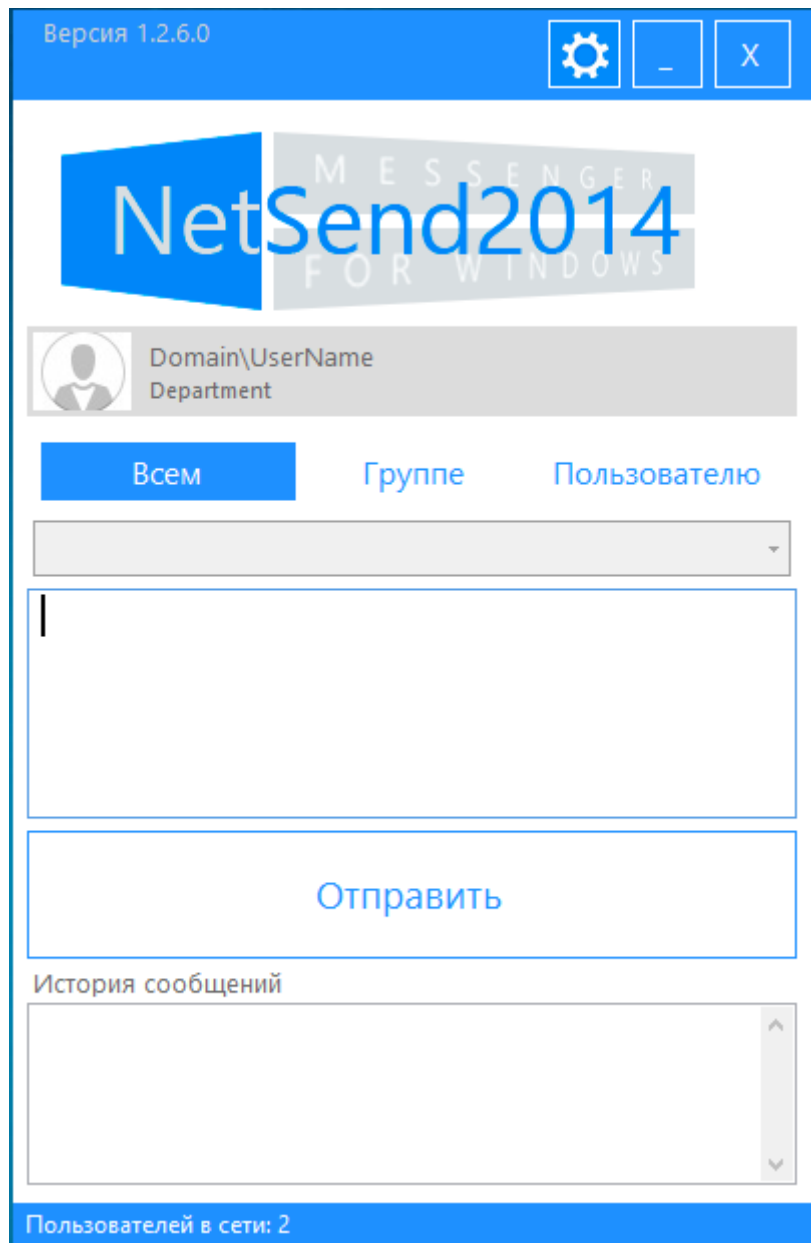 Версия 1.2.6.0
_ X
MESSENGER
NetSend2014
FOR WINDOWS
Domain\UserName
Department
Всем Группе Пользователю
Отправить
История сообщений
Пользователей в сети: 2